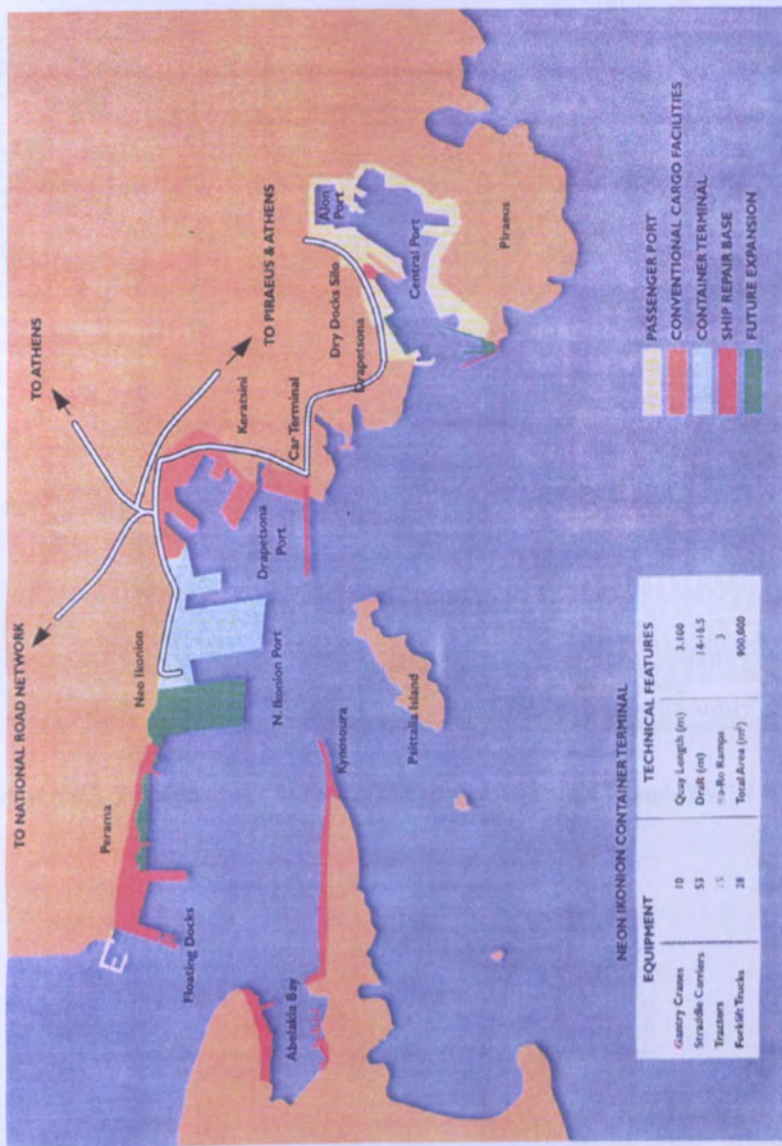 TO NATIONAL ROAD NETWORK
TO ATHENS
TO PIRAEUS & ATHENS
Perama
Neo Ikonion
Keratsini
Car Terminal
Dry Docks Silo
Drapetsona
Alon
Port
Central Port
Piraeus
Floating Docks
N. Ikonion Port
Drapetsona
Port
Abelakia Bay
Kynosoura
Psittalia Island
PASSENGER PORT
CONVENTIONAL CARGO FACILITIES
CONTAINER TERMINAL
SHIP REPAIR BASE
FUTURE EXPANSION
NEON IKONION CONTAINER TERMINAL
EQUIPMENT TECHNICAL FEATURES
Gantry Cranes 10 Quay Length (m) 3.100
Straddle Carriers 53 Draft (m) 14-16.5
Tractors Ro-Ro Ramps 3
Forklift Trucks 28 Total Area (m²) 900,000